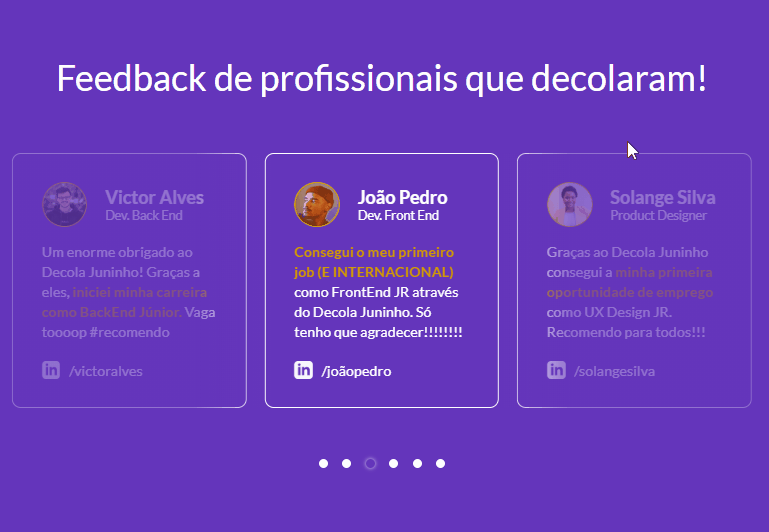 Feedback de profissionais que decolaram!
Victor Alves
Dev. Back End
Um enorme obrigado ao
Decola Juninho! Graças a
eles, iniciei minha carreira
como BackEnd Júnior. Vaga
toooop #recomendo
in /victoralves
João Pedro
Dev. Front End
Consegui o meu primeiro
job (E INTERNACIONAL)
como FrontEnd JR através
do Decola Juninho. Só
tenho que agradecer!!!!!!!!
in /joãopedro
Solange Silva
Product Designer
Graças ao Decola Juninho
consegui a minha primeira
oportunidade de emprego
como UX Design JR.
Recomendo para todos!!!
in /solangesilva